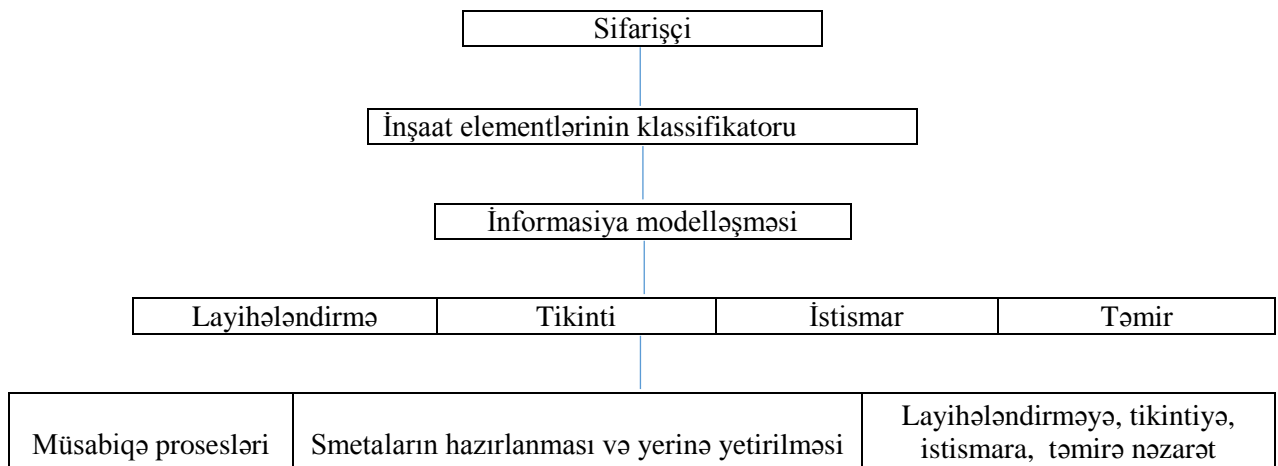 Sifarişçi
İnşaat elementlərinin klassifikatoru
İnformasiya modelləşməsi
Layihələndirmə
Tikinti
İstismar
Təmir
Müsabiqə prosesləri
Smetaların hazırlanması və yerinə yetirilməsi
Layihələndirməyə, tikintiyə,
istismara, təmirə nəzarət